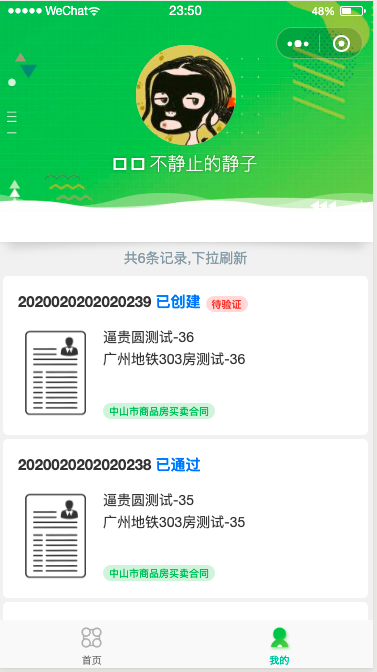 WeChat 23:50 48%
不静止的静子
共6条记录,下拉刷新
2020020202020239 已创建 待验证
逼贵圆测试-36
广州地铁303房测试-36
中山市商品房买卖合同
2020020202020238 已通过
逼贵圆测试-35
广州地铁303房测试-35
中山市商品房买卖合同
首页 我的